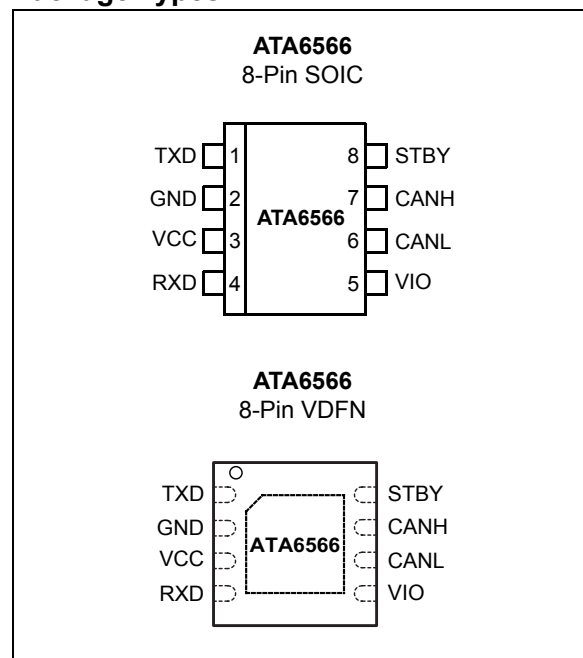 ATA6566
8-Pin SOIC
TXD 1 8 STBY
GND 2 7 CANH
ATA6566
VCC 3 6 CANL
RXD 4 5 VIO
ATA6566
8-Pin VDFN
TXD STBY
GND CANH
ATA6566
VCC CANL
RXD VIO